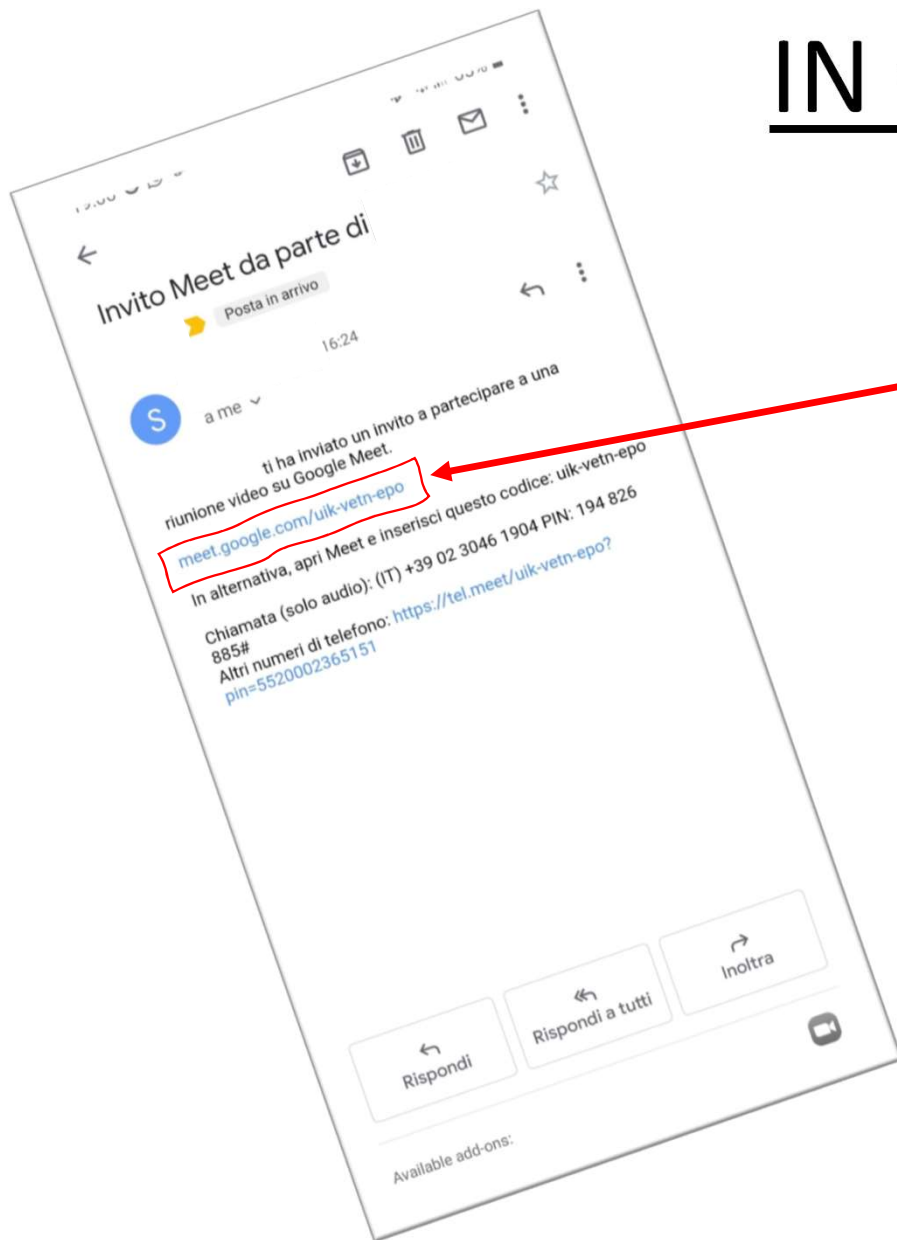 IN
Invito Meet da parte di
Posta in arrivo
16:24
S
a me
ti ha inviato un invito a partecipare a una
riunione video su Google Meet.
meet.google.com/uik-vetn-epo
In alternativa, apri Meet e inserisci questo codice: uik-vetn-epo
Chiamata (solo audio): (IT) +39 02 3046 1904 PIN: 194 826
885#
Altri numeri di telefono: https://tel.meet/uik-vetn-epo?
pin=5520002365151
Rispondi
Rispondi a tutti
Inoltra
Available add-ons: